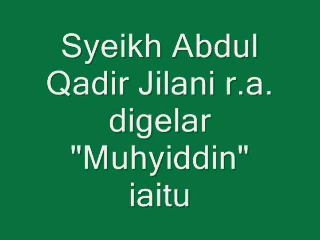 Syeikh Abdul
Qadir Jilani r.a.
digelar
"Muhyiddin"
iaitu